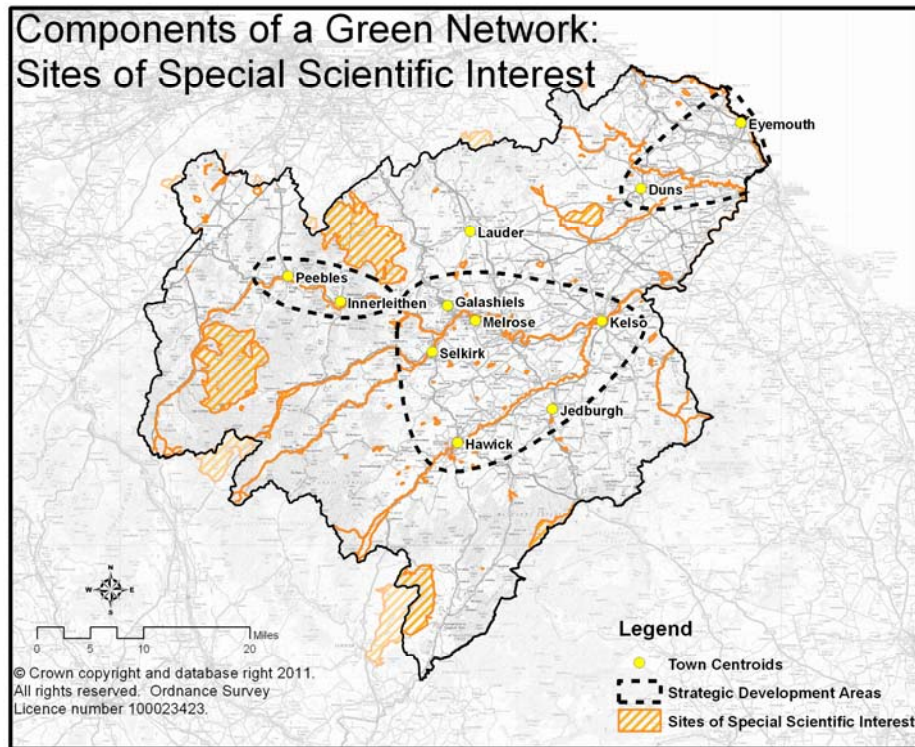 Components of a Green Network:
Sites of Special Scientific Interest
Eyemouth
Duns
Lauder
Peebles
Innerleithen
Galashiels
Melrose
Kelso
Selkirk
Jedburgh
Hawick
N
W E
S
0 5 10 20
Miles
© Crown copyright and database right 2011.
All rights reserved. Ordnance Survey
Licence number 100023423.
Legend
Town Centroids
Strategic Development Areas
Sites of Special Scientific Interest